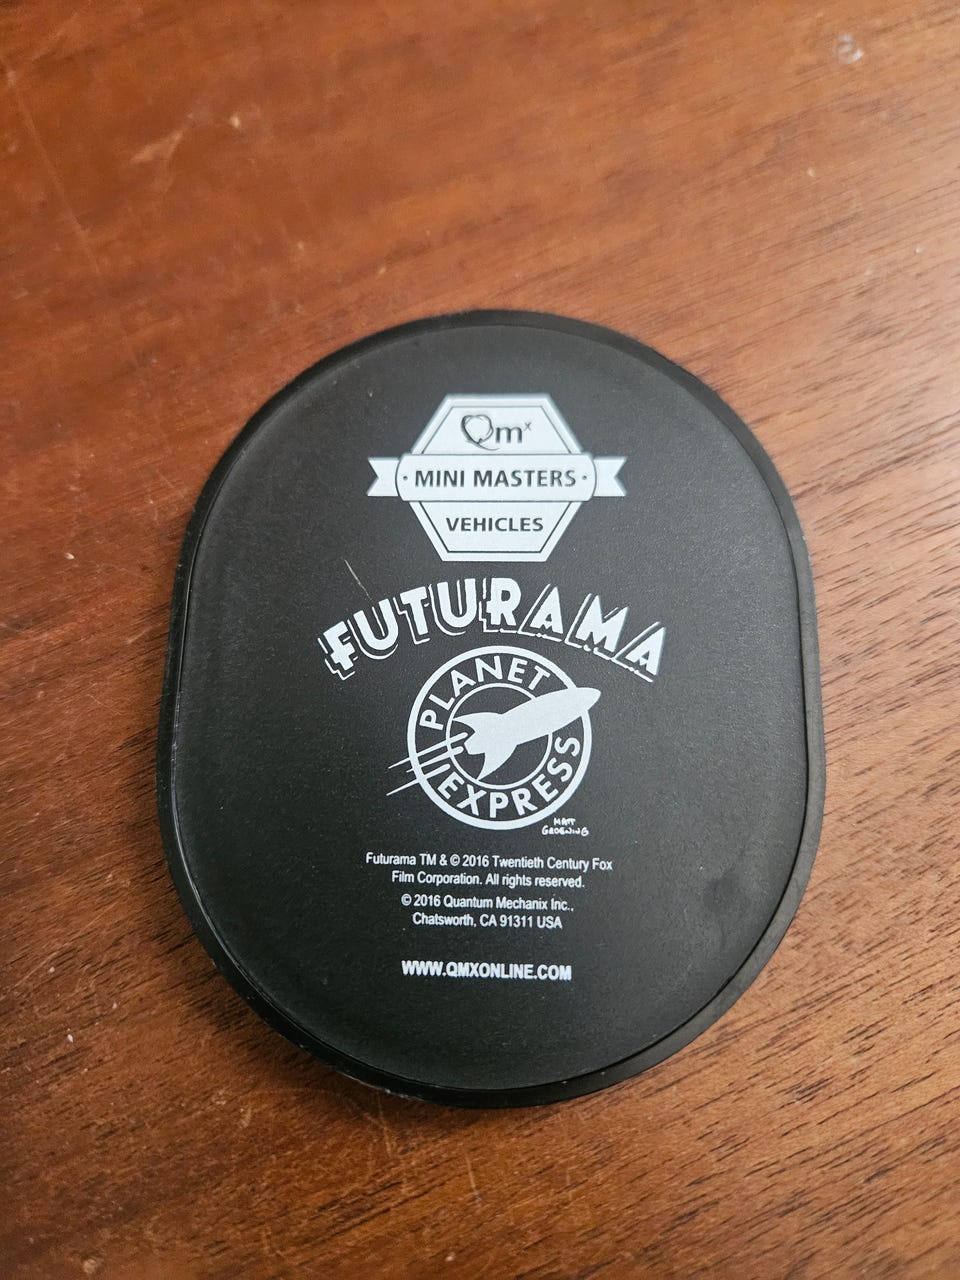 Qmx
· MINI MASTERS ·
VEHICLES
FUTURAMA
PLANET
EXPRESS
MATT
GROENING
Futurama TM & © 2016 Twentieth Century Fox
Film Corporation. All rights reserved.
© 2016 Quantum Mechanix Inc.,
Chatsworth, CA 91311 USA
WWW.QMXONLINE.COM